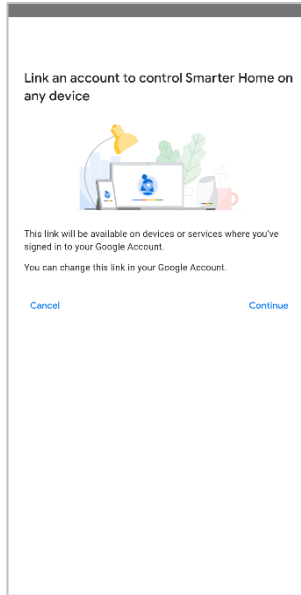 Link an account to control Smarter Home on
any device
This link will be available on devices or services where you've
signed in to your Google Account.
You can change this link in your Google Account.
Cancel
Continue